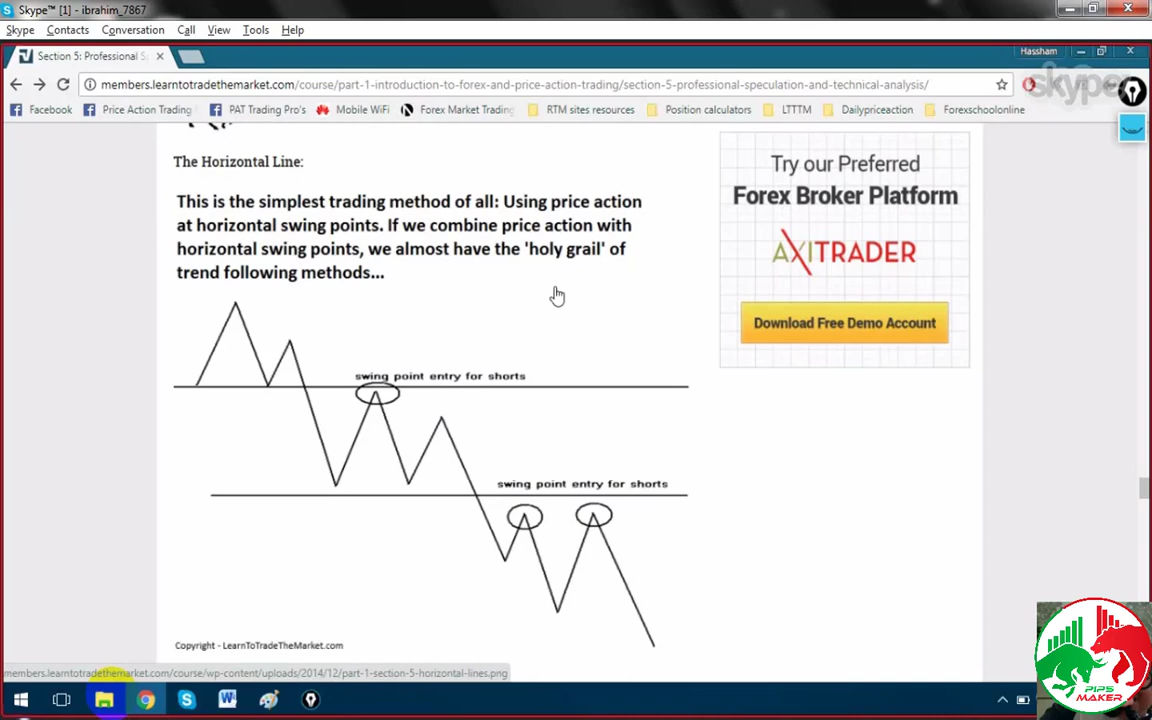 Skype™ [1] - ibrahim_7867
Skype Contacts Conversation Call View Tools Help
Section 5: Professional S
Hassham
members.learntotradethemarket.com/course/part-1-introduction-to-forex-and-price-action-trading/section-5-professional-speculation-and-technical-analysis/
skype
Facebook Price Action Trading PAT Trading Pro's Mobile WiFi Forex Market Trading RTM sites resources Position calculators LTTTM Dailypriceaction Forexschoolonline
The Horizontal Line:
This is the simplest trading method of all: Using price action
at horizontal swing points. If we combine price action with
horizontal swing points, we almost have the 'holy grail' of
trend following methods...
swing point entry for shorts
swing point entry for shorts
Copyright - LearnToTradeTheMarket.com
Try our Preferred
Forex Broker Platform
AXITRADER
Download Free Demo Account
members.learntotradethemarket.com/course/wp-content/uploads/2014/12/part-1-section-5-horizontal-lines.png
PIPS
MAKER